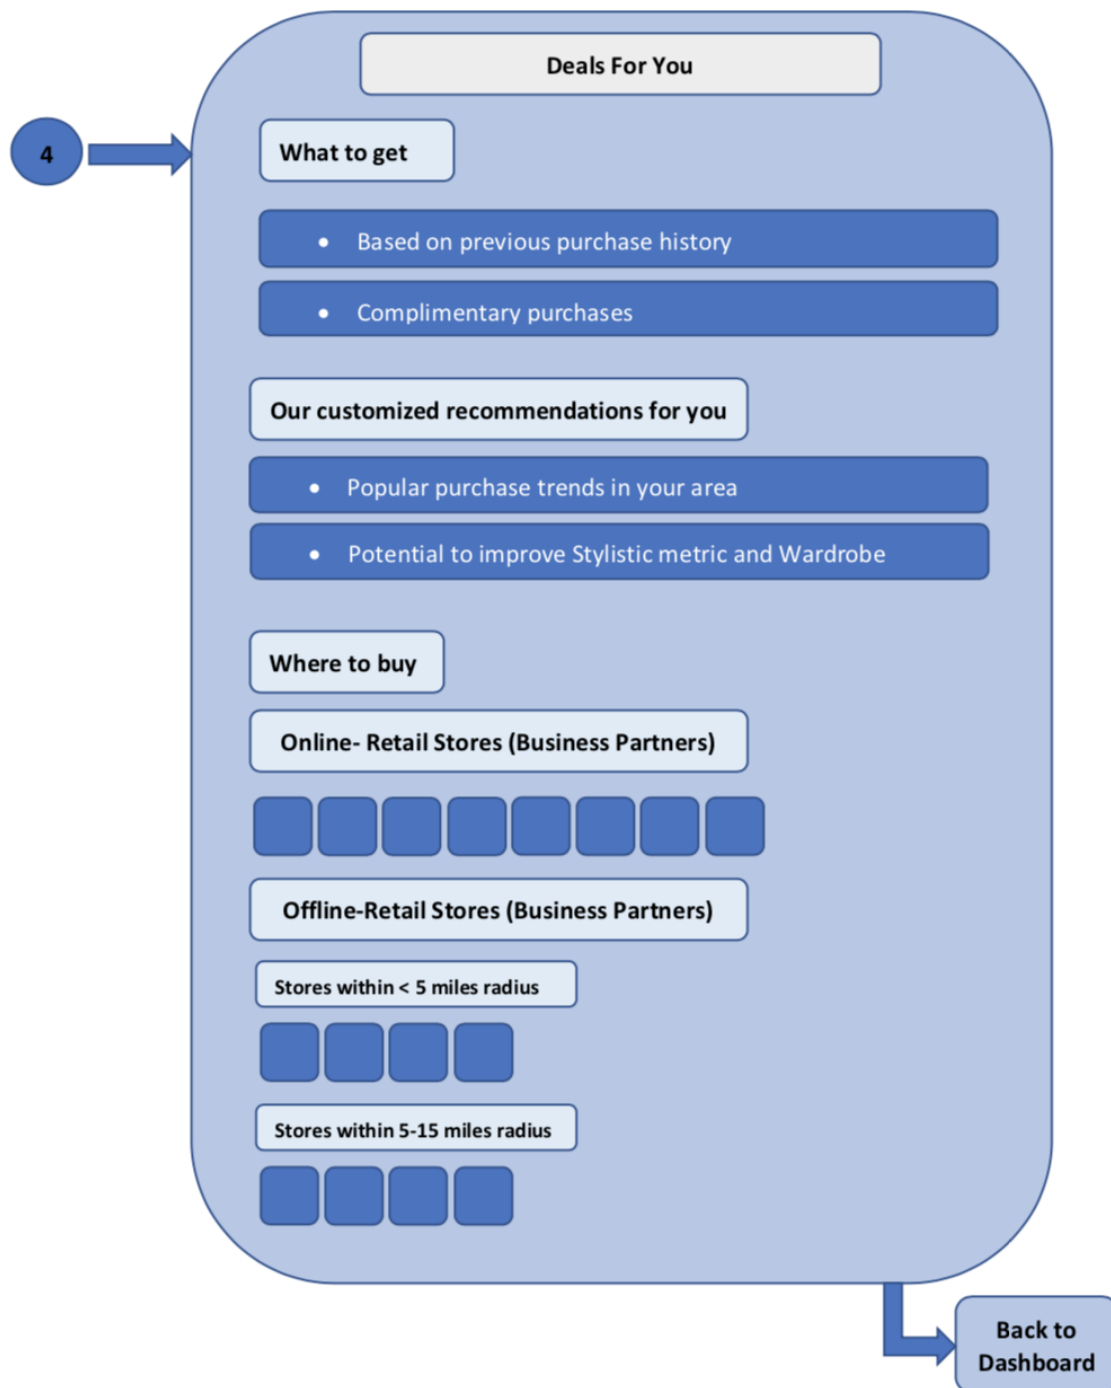 Deals For You
4
What to get
• Based on previous purchase history
• Complimentary purchases
Our customized recommendations for you
• Popular purchase trends in your area
• Potential to improve Stylistic metric and Wardrobe
Where to buy
Online- Retail Stores (Business Partners)
Offline-Retail Stores (Business Partners)
Stores within < 5 miles radius
Stores within 5-15 miles radius
Back to
Dashboard